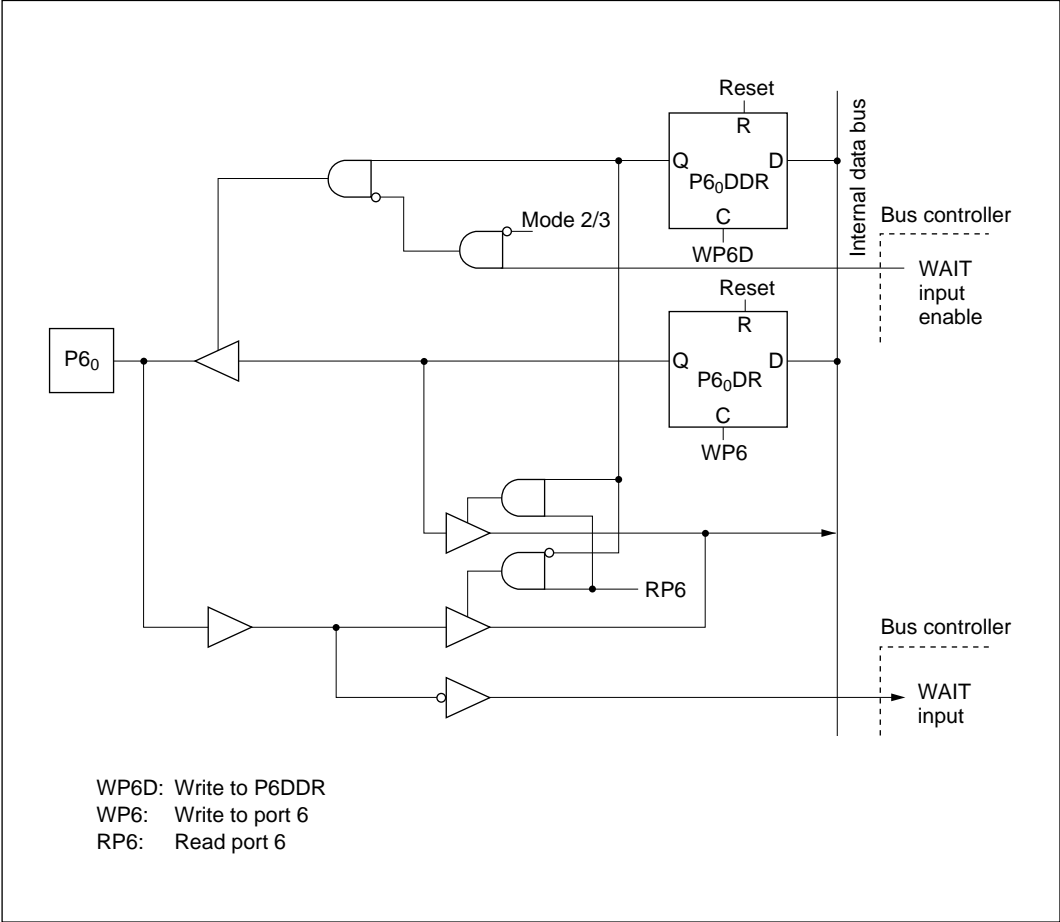 Reset
R
Q
D
P6₀DDR
C
WP6D
Internal data bus
Mode 2/3
Bus controller
WAIT
input
enable
Reset
R
P6₀
Q
D
P6₀DR
C
WP6
RP6
Bus controller
WAIT
input
WP6D: Write to P6DDR
WP6: Write to port 6
RP6: Read port 6